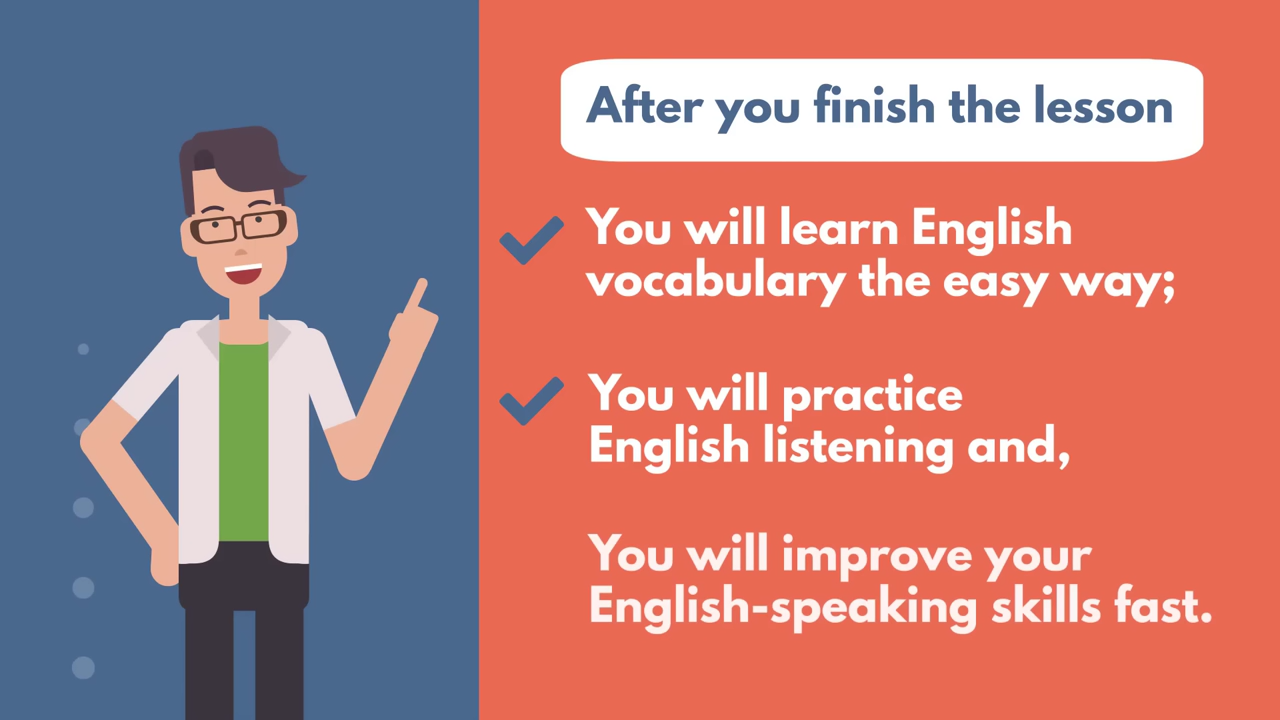 After you finish the lesson
You will learn English
vocabulary the easy way;
You will practice
English listening and,
You will improve your
English-speaking skills fast.